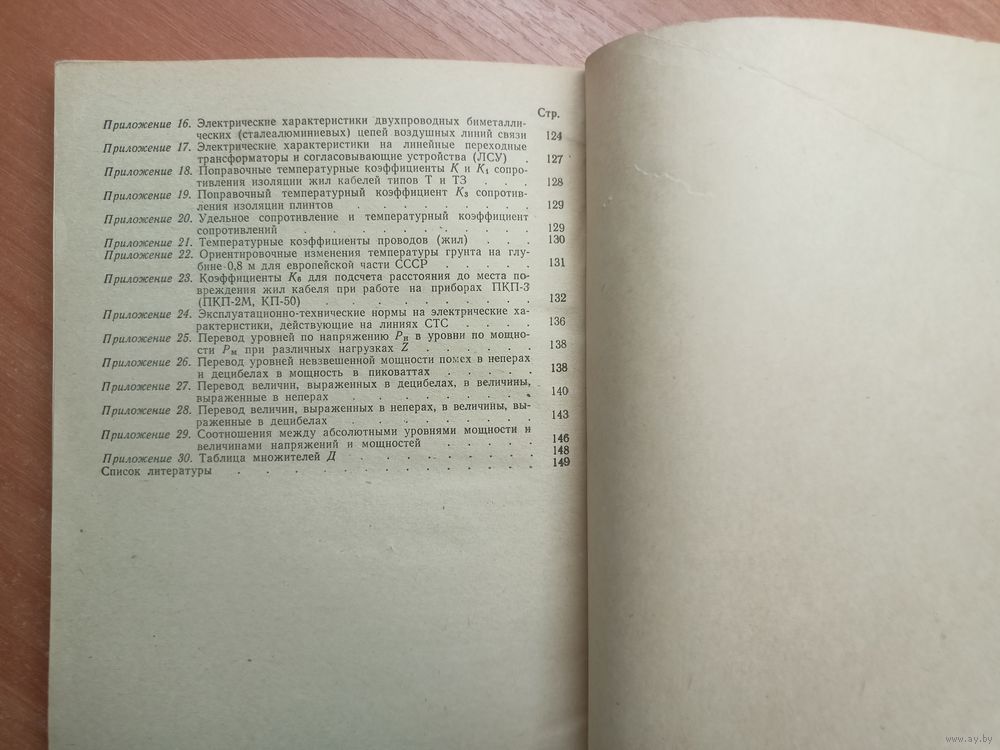 Стр.
Приложение 16. Электрические характеристики двухпроводных биметалли-
ческих (сталеалюминиевых) цепей воздушных линий связи 124
Приложение 17. Электрические характеристики на линейные переходные
трансформаторы и согласовывающие устройства (ЛСУ) . 127
Приложение 18. Поправочные температурные коэффициенты К и К₁ сопро-
тивления изоляции жил кабелей типов Т и ТЗ . . . 128
Приложение 19. Поправочный температурный коэффициент К₃ сопротив-
ления изоляции плинтов . . . . . . . . 129
Приложение 20. Удельное сопротивление и температурный коэффициент
сопротивлений . . . . . . . . . . 129
Приложение 21. Температурные коэффициенты проводов (жил) . . . 130
Приложение 22. Ориентировочные изменения температуры грунта на глу-
бине 0,8 м для европейской части СССР . . . . . 131
Приложение 23. Коэффициенты К₆ для подсчета расстояния до места по-
вреждения жил кабеля при работе на приборах ПКП-3
(ПКП-2М, КП-50) . . . . . . . . . . 132
Приложение 24. Эксплуатационно-технические нормы на электрические ха-
рактеристики, действующие на линиях СТС . . . . 136
Приложение 25. Перевод уровней по напряжению Рн в уровни по мощно-
сти Рм при различных нагрузках Z . . . . . . 138
Приложение 26. Перевод уровней невзвешенной мощности помех в неперах
и децибелах в мощность в пиковаттах . . . . . 138
Приложение 27. Перевод величин, выраженных в децибелах, в величины,
выраженные в неперах . . . . . . . . 140
Приложение 28. Перевод величин, выраженных в неперах, в величины, вы-
раженные в децибелах . . . . . . . . 143
Приложение 29. Соотношения между абсолютными уровнями мощности и
величинами напряжений и мощностей . . . . . 146
Приложение 30. Таблица множителей Д . . . . . . . . 148
Список литературы . . . . . . . . . . . . . 149
www.ay.by